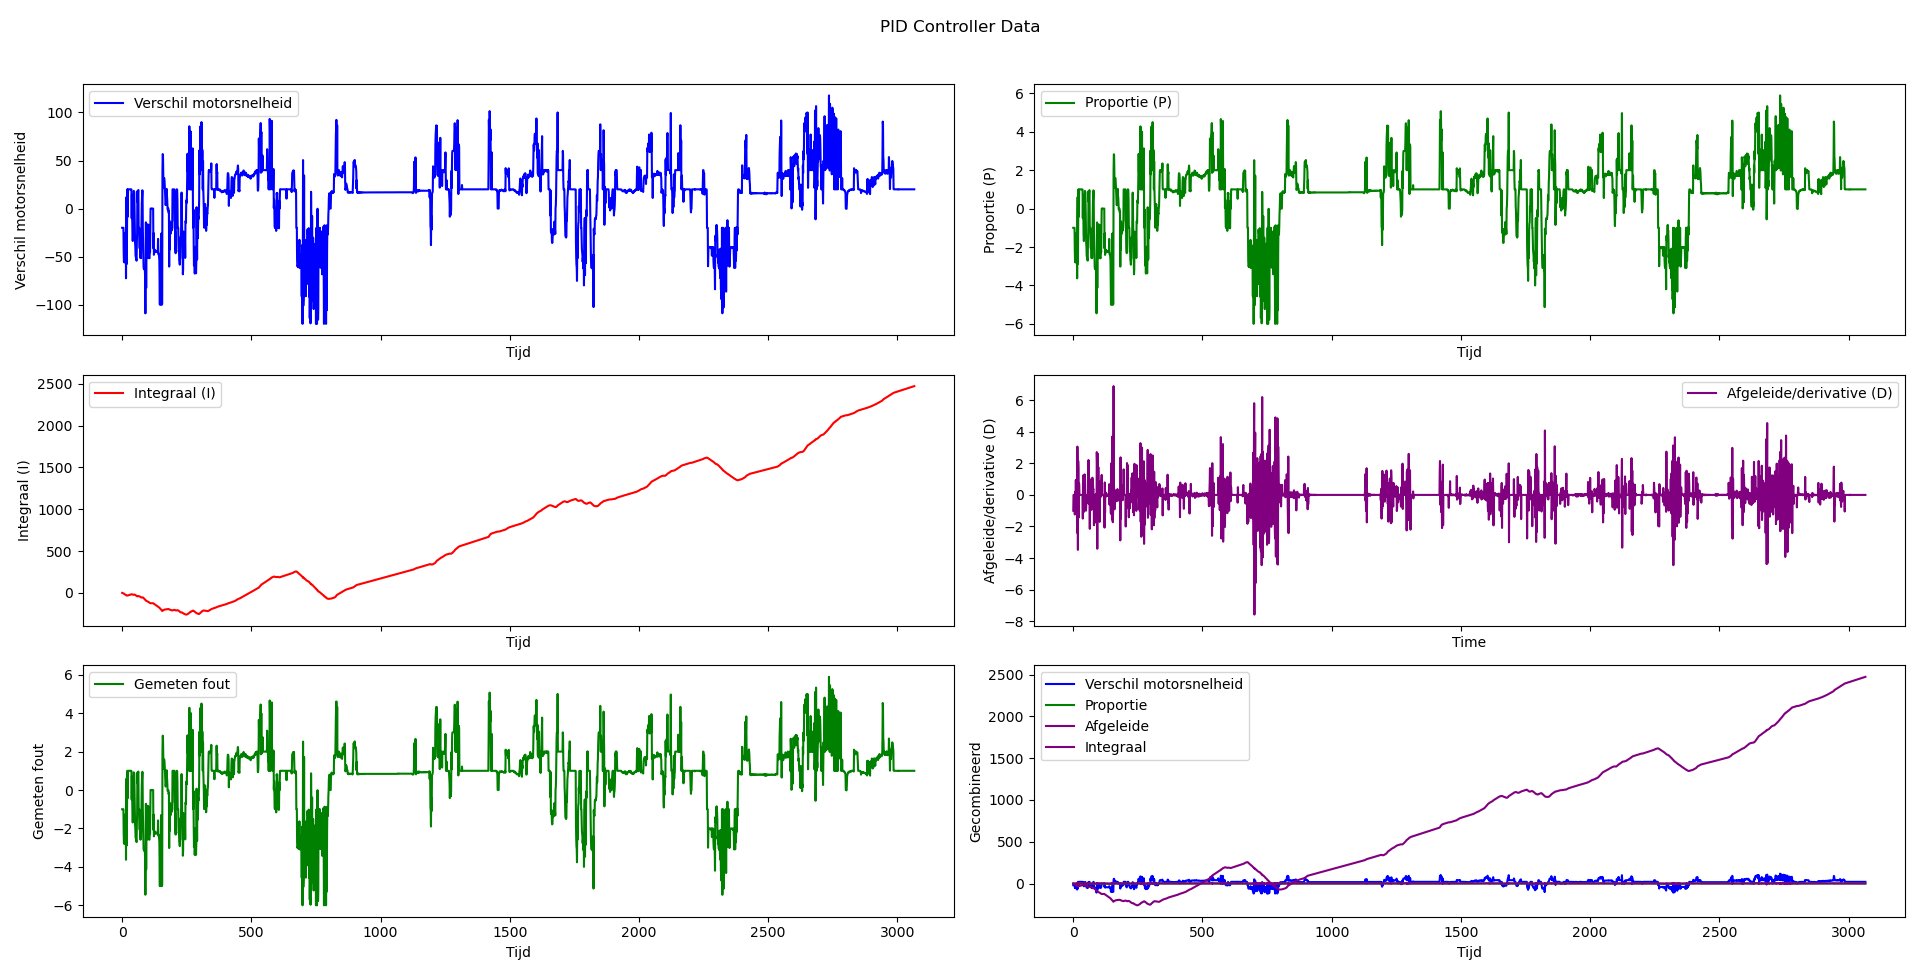 PID Controller Data
Verschil motorsnelheid
100
50
0
−50
−100
Verschil motorsnelheid
Tijd
Proportie (P)
6
4
2
0
−2
−4
−6
Proportie (P)
Tijd
Integraal (I)
2500
2000
1500
1000
500
0
Integraal (I)
Tijd
Afgeleide/derivative (D)
6
4
2
0
−2
−4
−6
−8
Afgeleide/derivative (D)
Time
Gemeten fout
6
4
2
0
−2
−4
−6
Gemeten fout
0 500 1000 1500 2000 2500 3000
Tijd
Gecombineerd
2500
2000
1500
1000
500
0
Verschil motorsnelheid
Proportie
Afgeleide
Integraal
0 500 1000 1500 2000 2500 3000
Tijd